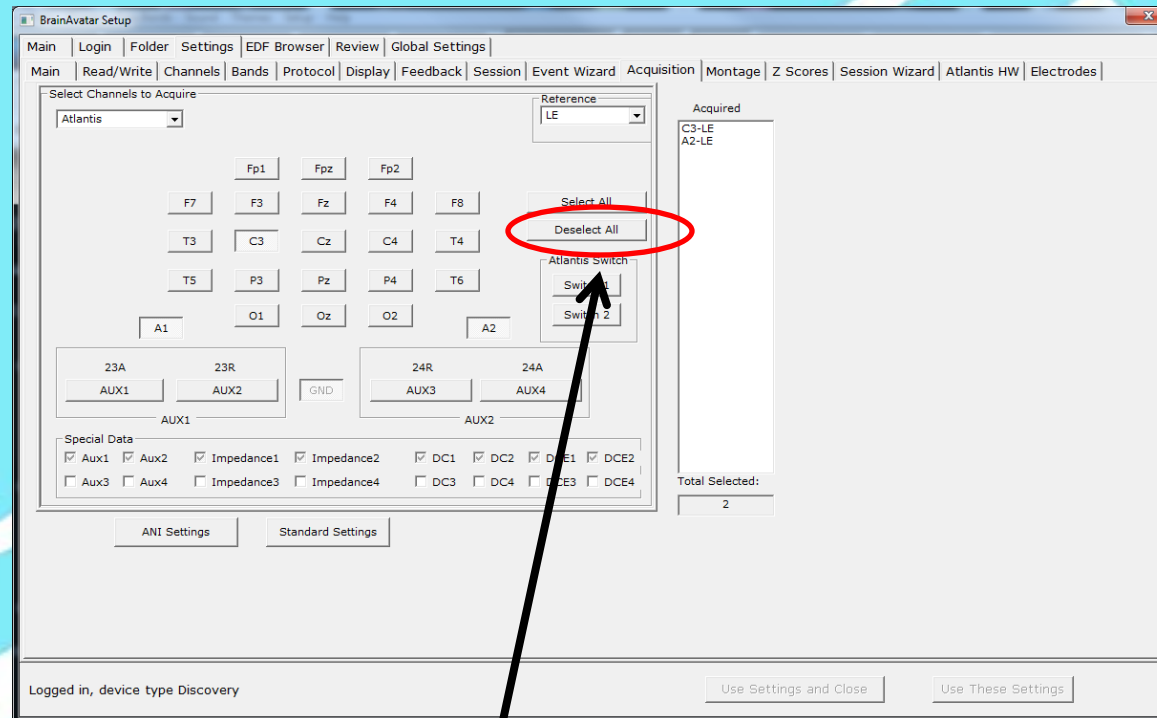 BrainAvatar Setup
Main Login Folder Settings EDF Browser Review Global Settings
Main Read/Write Channels Bands Protocol Display Feedback Session Event Wizard Acquisition Montage Z Scores Session Wizard Atlantis HW Electrodes
Select Channels to Acquire
Atlantis
Reference
LE
Acquired
C3-LE
A2-LE
Fp1 Fpz Fp2
F7 F3 Fz F4 F8
Select All
T3 C3 Cz C4 T4
Deselect All
Atlantis Switch
T5 P3 Pz P4 T6
Switch 1
O1 Oz O2
Switch 2
A1 A2
23A 23R 24R 24A
AUX1 AUX2 GND AUX3 AUX4
AUX1 AUX2
Special Data
Aux1 Aux2 Impedance1 Impedance2 DC1 DC2 DCE1 DCE2
Aux3 Aux4 Impedance3 Impedance4 DC3 DC4 DCE3 DCE4
Total Selected:
2
ANI Settings Standard Settings
Logged in, device type Discovery
Use Settings and Close Use These Settings